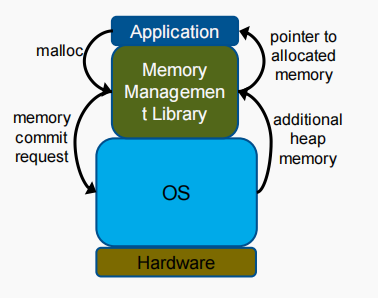 Application
malloc
pointer to
allocated
memory
Memory
Managemen
t Library
memory
commit
request
additional
heap
memory
OS
Hardware